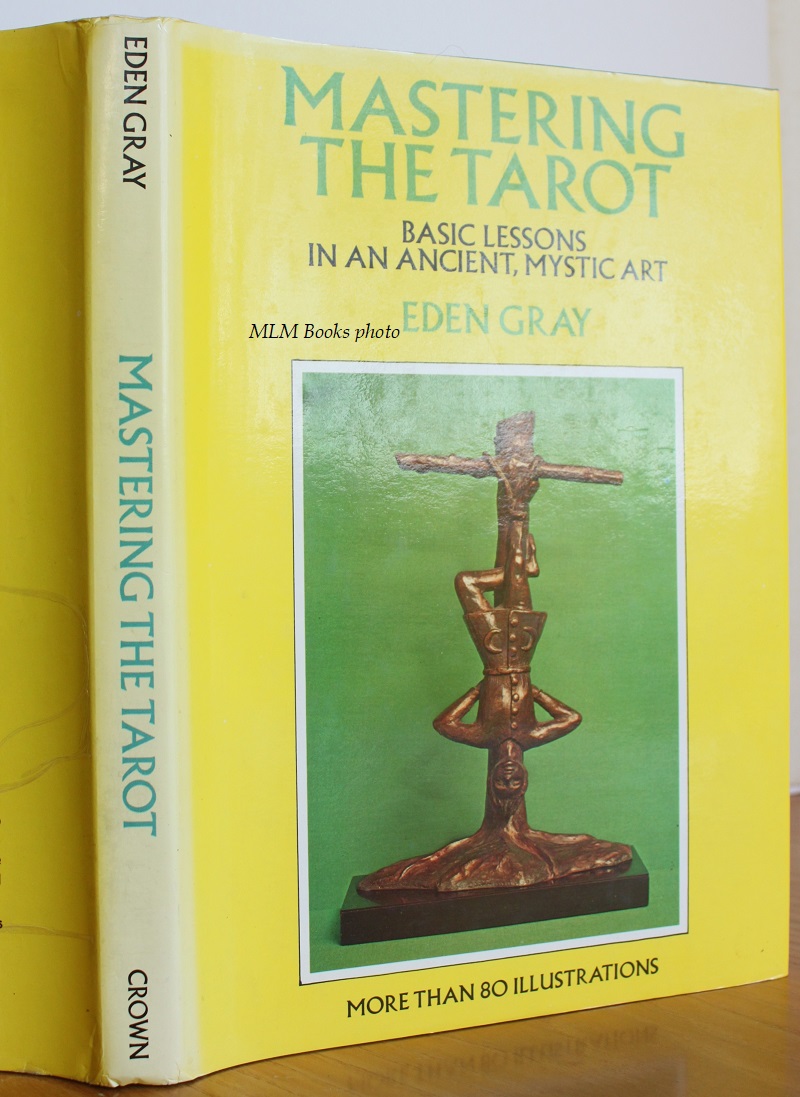 EDEN GRAY
MASTERING THE TAROT
CROWN
MASTERING
THE TAROT
BASIC LESSONS
IN AN ANCIENT, MYSTIC ART
EDEN GRAY
MLM Books photo
MORE THAN 80 ILLUSTRATIONS